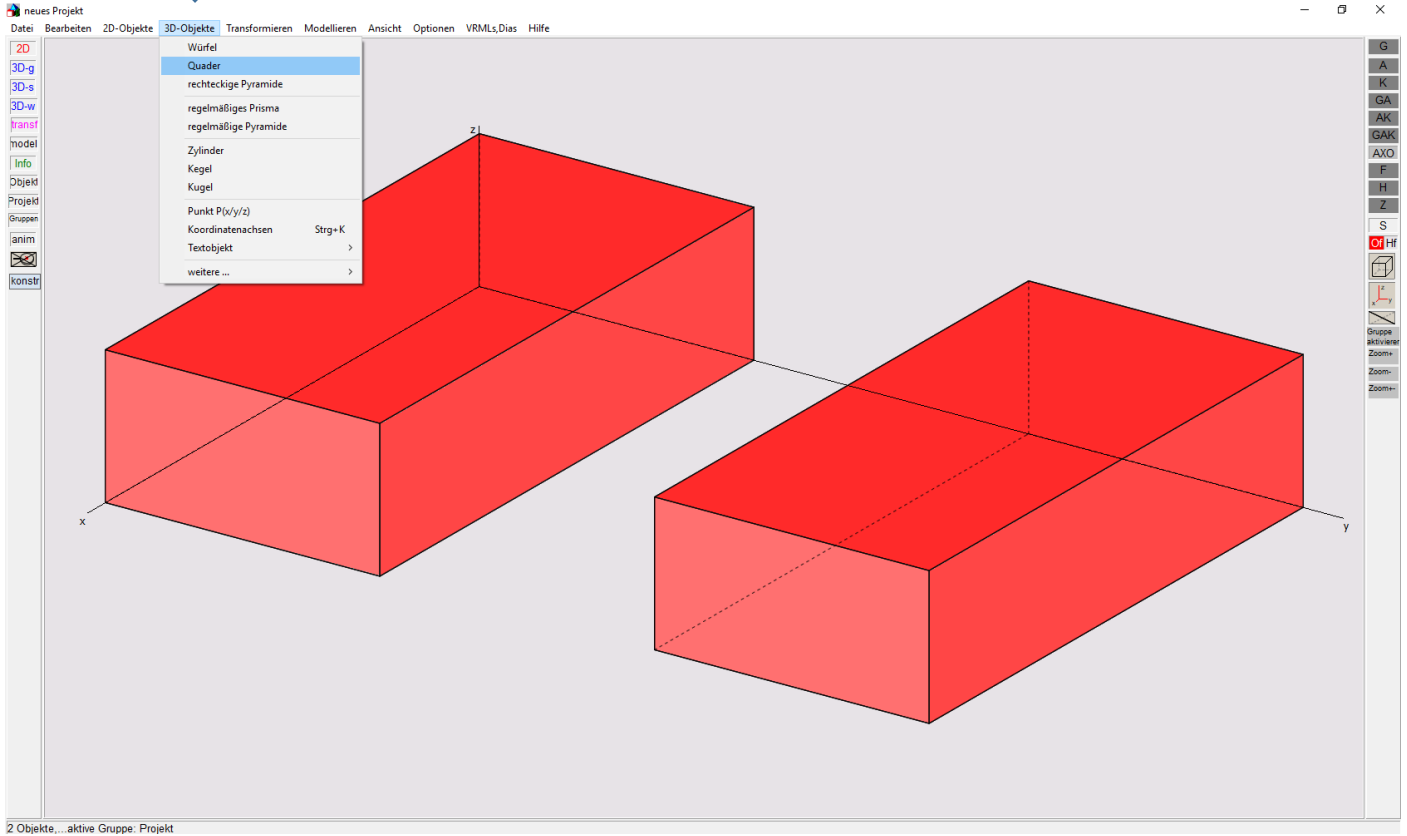 neues Projekt
Datei Bearbeiten 2D-Objekte 3D-Objekte Transformieren Modellieren Ansicht Optionen VRMLs,Dias Hilfe
2D
3D-g
3D-s
3D-w
transf
model
Info
Objekt
Projekt
Gruppen
anim
konstr
Würfel
Quader
rechteckige Pyramide
regelmäßiges Prisma
regelmäßige Pyramide
Zylinder
Kegel
Kugel
Punkt P(x/y/z)
Koordinatenachsen Strg+K
Textobjekt
weitere ...
z
x
y
G
A
K
GA
AK
GAK
AXO
F
H
Z
S
Of Hf
z
x y
Gruppe
aktivieren
Zoom+
Zoom-
Zoom+-
2 Objekte,...aktive Gruppe: Projekt